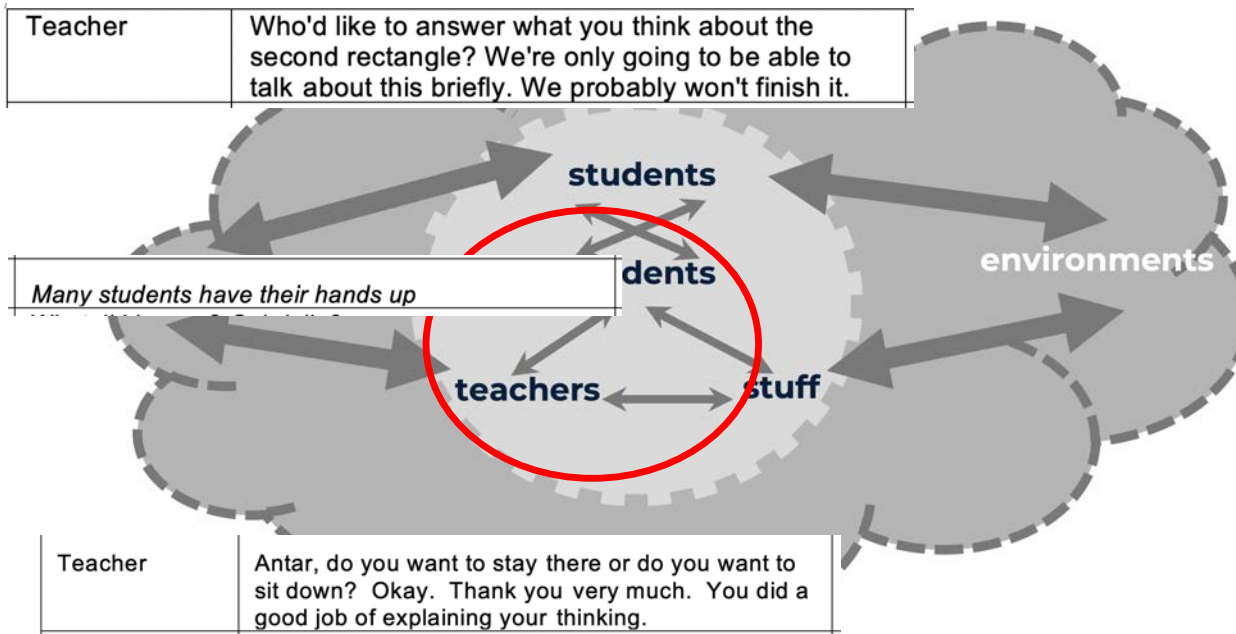 Teacher
Who'd like to answer what you think about the
second rectangle? We're only going to be able to
talk about this briefly. We probably won't finish it.
students
dents
environments
Many students have their hands up
teachers
stuff
Teacher
Antar, do you want to stay there or do you want to
sit down? Okay. Thank you very much. You did a
good job of explaining your thinking.